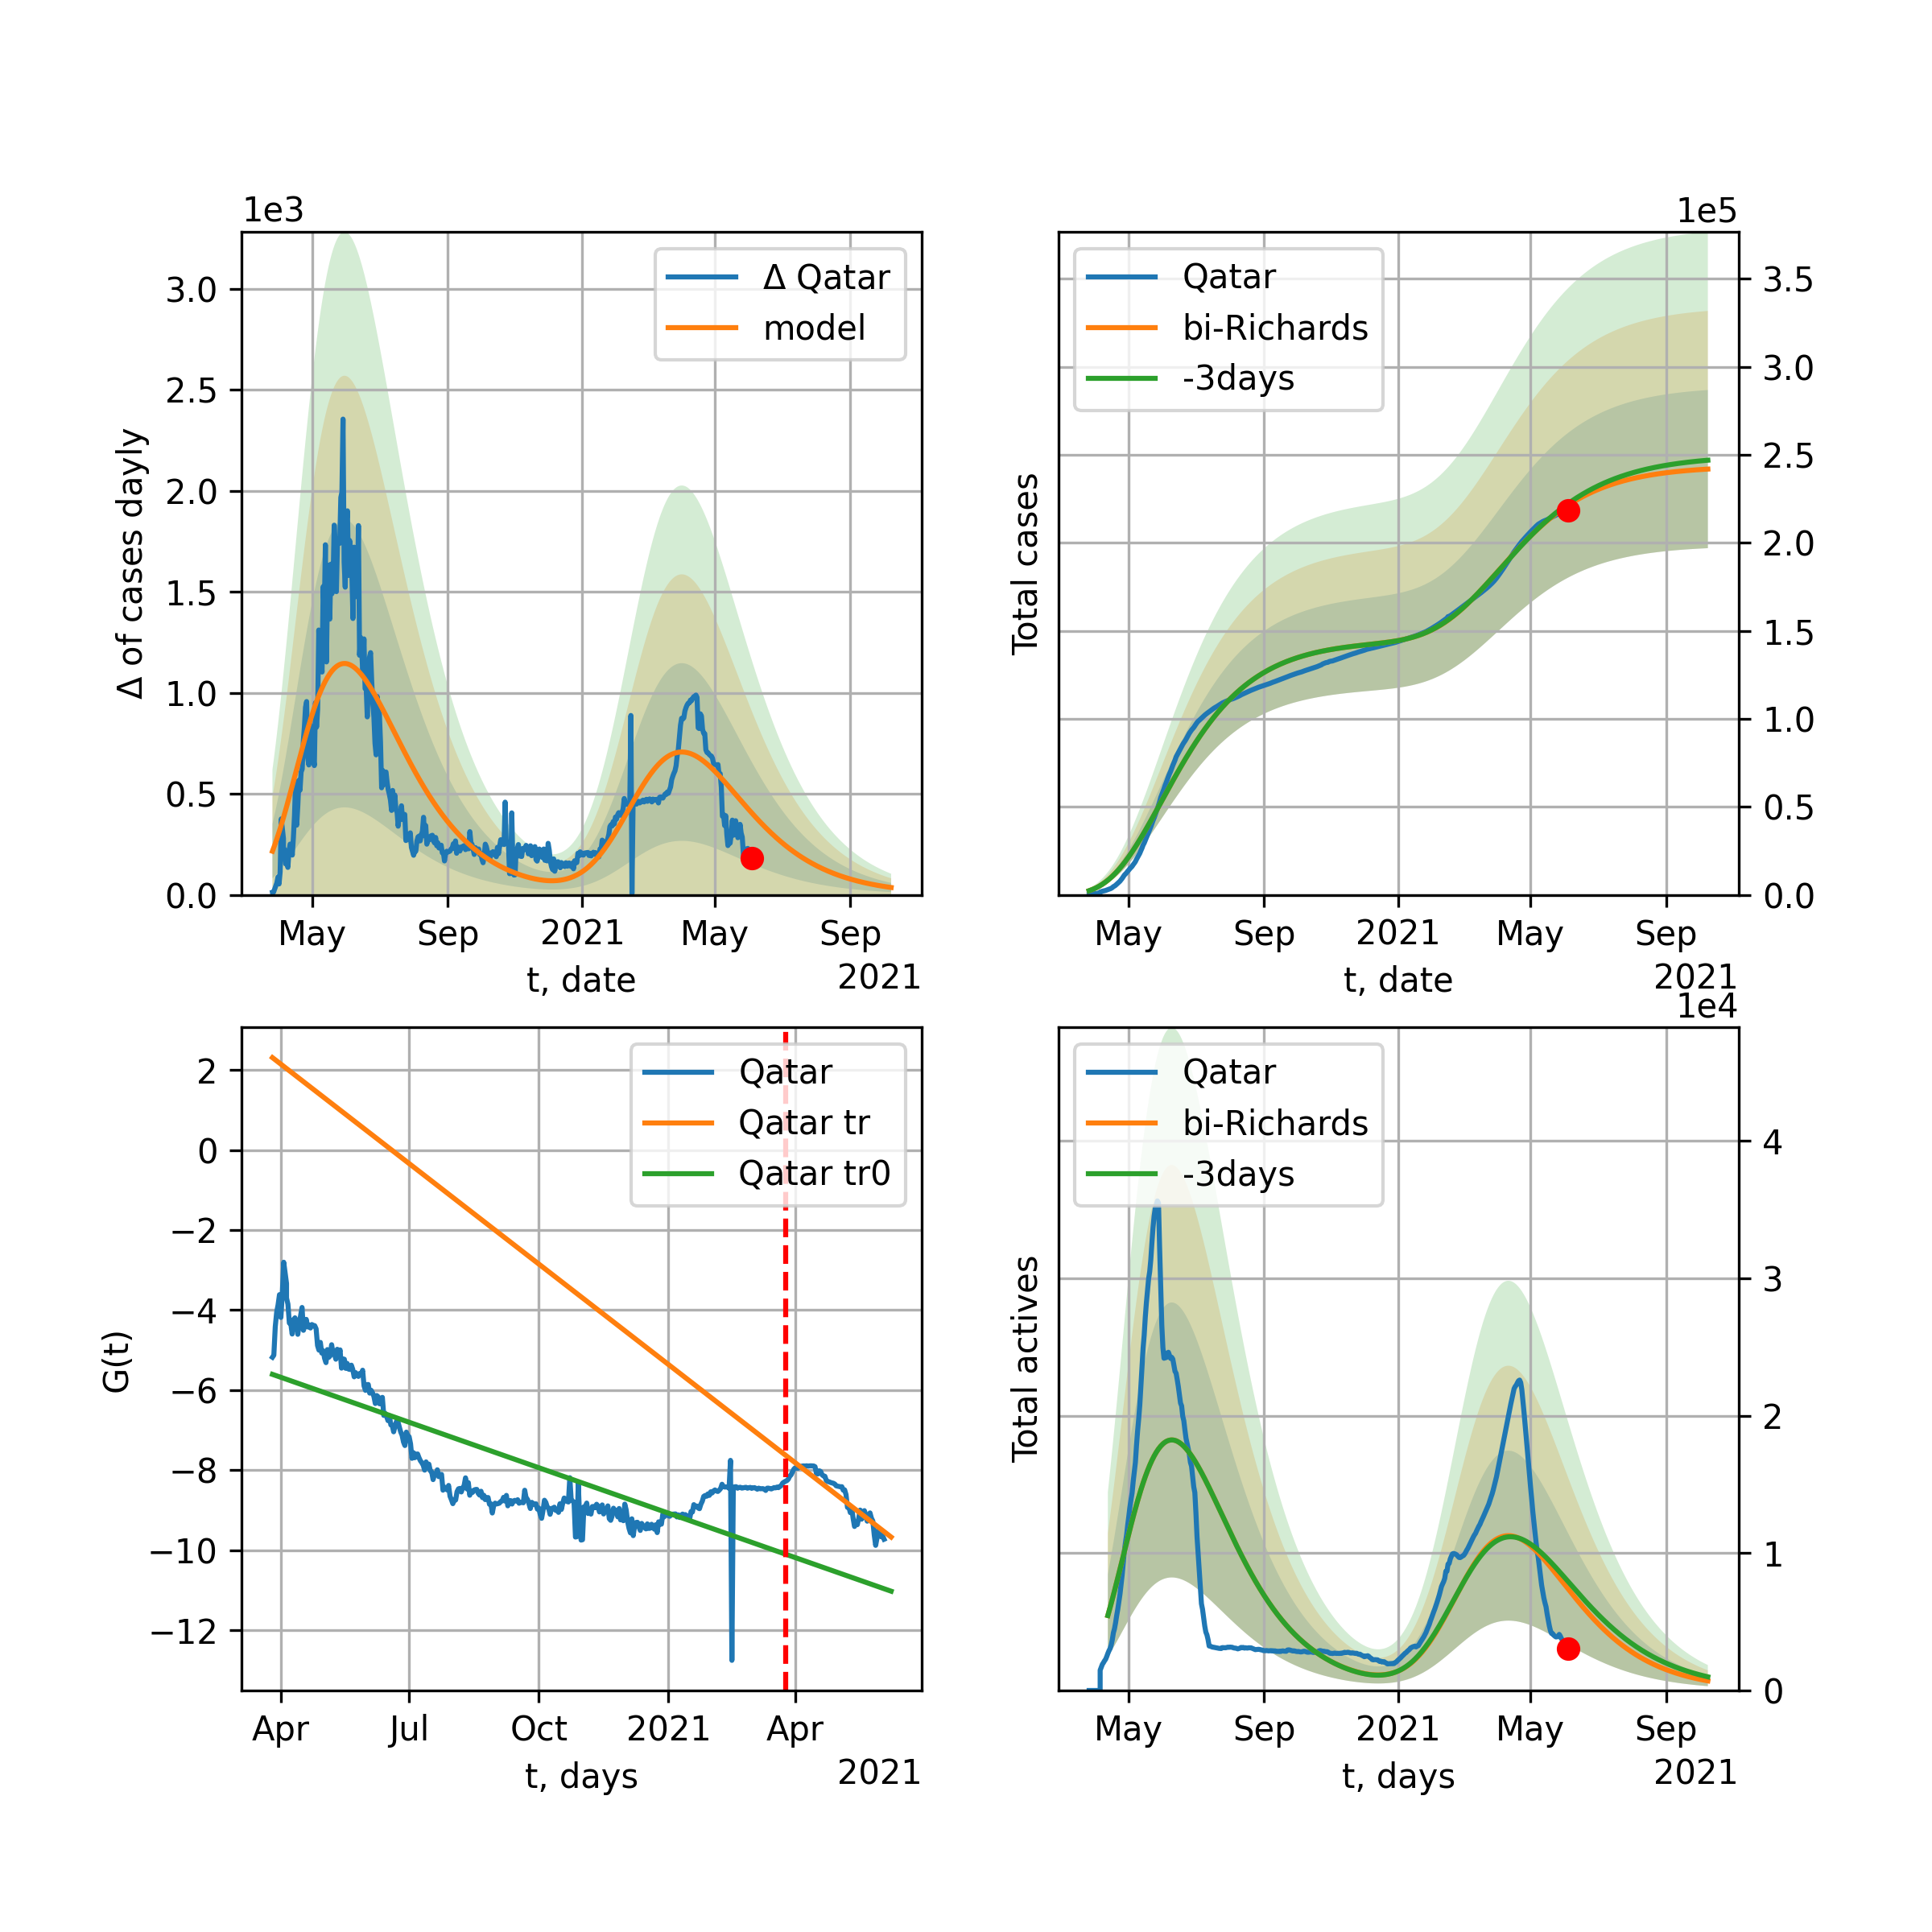 1e3
Δ of cases dayly
3.0
2.5
2.0
1.5
1.0
0.5
0.0
Δ Qatar
model
May Sep 2021 May Sep
t, date
2021
1e5
Total cases
Qatar
bi-Richards
-3days
3.5
3.0
2.5
2.0
1.5
1.0
0.5
0.0
May Sep 2021 May Sep
t, date
2021
G(t)
2
0
−2
−4
−6
−8
−10
−12
Qatar
Qatar tr
Qatar tr0
Apr Jul Oct 2021 Apr
t, days
2021
1e4
Total actives
Qatar
bi-Richards
-3days
4
3
2
1
0
May Sep 2021 May Sep
t, days
2021